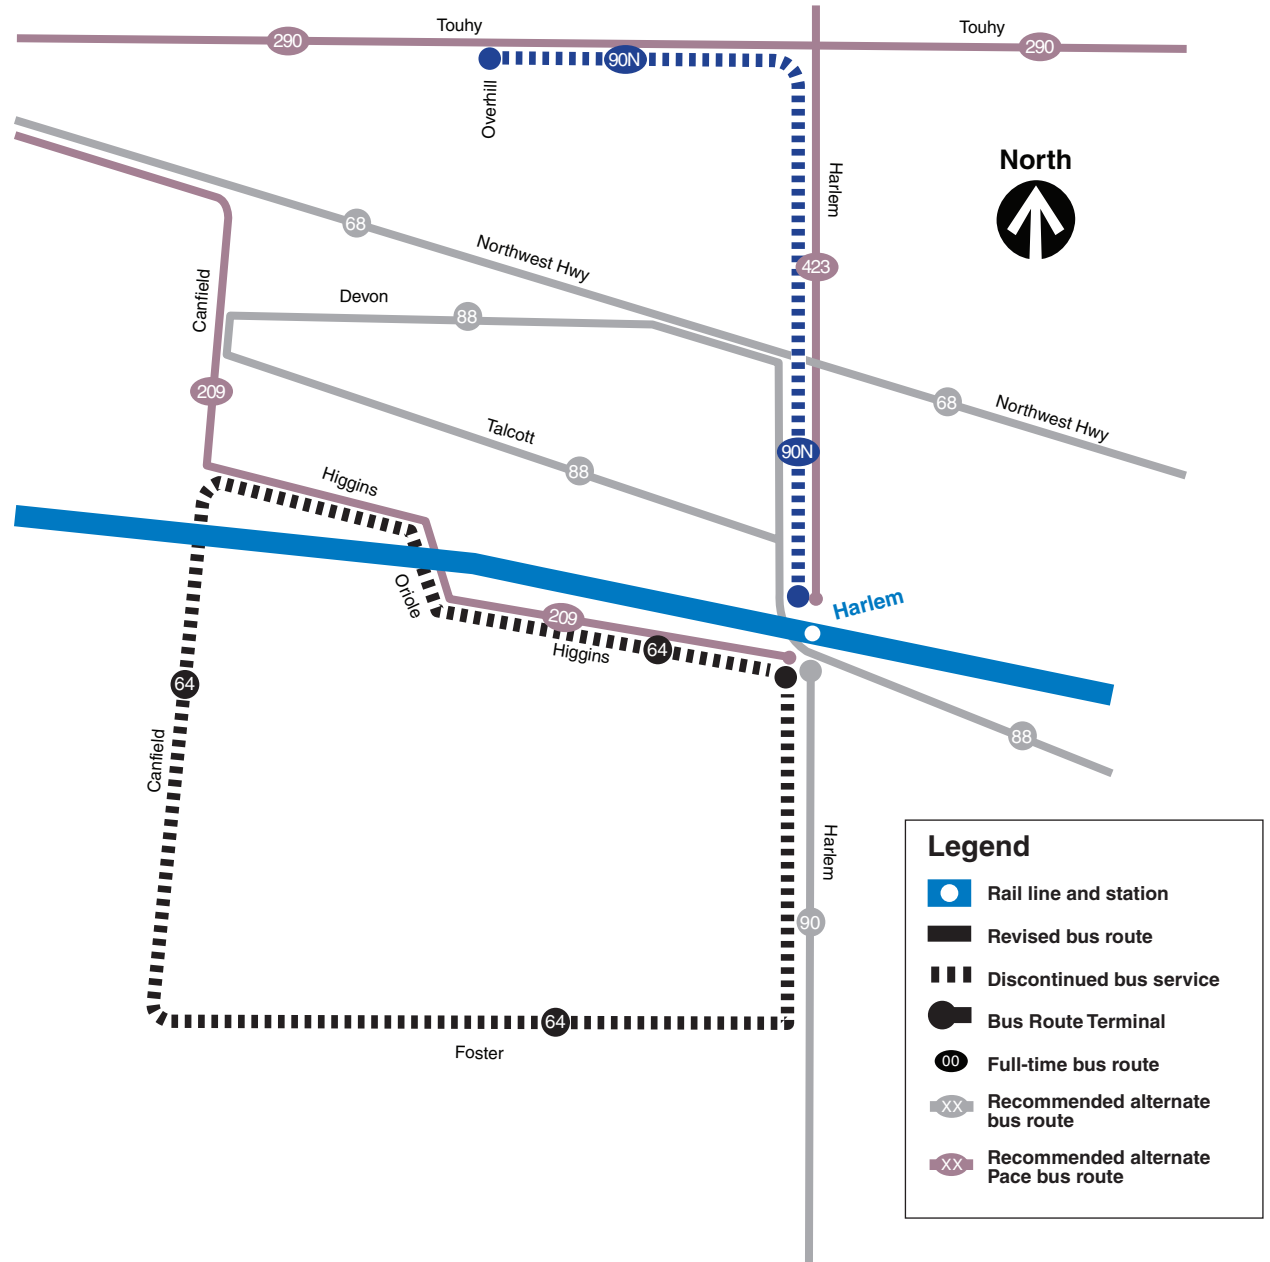 Touhy
Touhy
290
290
90N
Overhill
North
Harlem
68
Northwest Hwy
423
Canfield
Devon
88
209
68
Northwest Hwy
Talcott
88
90N
Higgins
Oriole
Harlem
209
Higgins
64
64
88
Canfield
Harlem
90
64
Foster
Legend
Rail line and station
Revised bus route
Discontinued bus service
Bus Route Terminal
00
Full-time bus route
XX
Recommended alternate
bus route
XX
Recommended alternate
Pace bus route